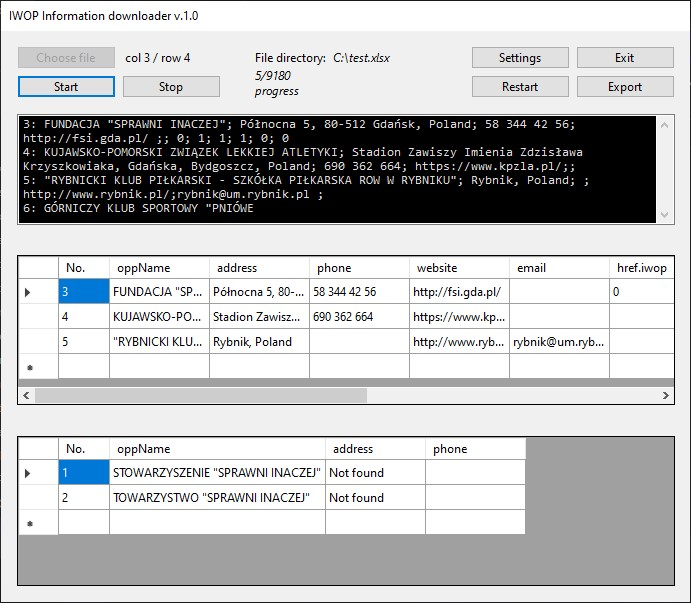 IWOP Information downloader v.1.0
Choose file col 3 / row 4 File directory: C:\test.xlsx Settings Exit
5/9180
Start Stop progress Restart Export
3: FUNDACJA "SPRAWNI INACZEJ"; Północna 5, 80-512 Gdańsk, Poland; 58 344 42 56;
http://fsi.gda.pl/ ;; 0; 1; 1; 1; 0; 0
4: KUJAWSKO-POMORSKI ZWIĄZEK LEKKIEJ ATLETYKI; Stadion Zawiszy Imienia Zdzisława
Krzyszkowiaka, Gdańska, Bydgoszcz, Poland; 690 362 664; https://www.kpzla.pl/;;
5: "RYBNICKI KLUB PIŁKARSKI - SZKÓŁKA PIŁKARSKA ROW W RYBNIKU"; Rybnik, Poland; ;
http://www.rybnik.pl/;rybnik@um.rybnik.pl ;
6: GÓRNICZY KLUB SPORTOWY "PNIÓWE
No. oppName address phone website email href.iwop
3 FUNDACJA "SP... Północna 5, 80-... 58 344 42 56 http://fsi.gda.pl/ 0
4 KUJAWSKO-PO... Stadion Zawisz... 690 362 664 https://www.kp...
5 "RYBNICKI KLU... Rybnik, Poland http://www.ryb... rybnik@um.ryb...
No. oppName address phone
1 STOWARZYSZENIE "SPRAWNI INACZEJ" Not found
2 TOWARZYSTWO "SPRAWNI INACZEJ" Not found